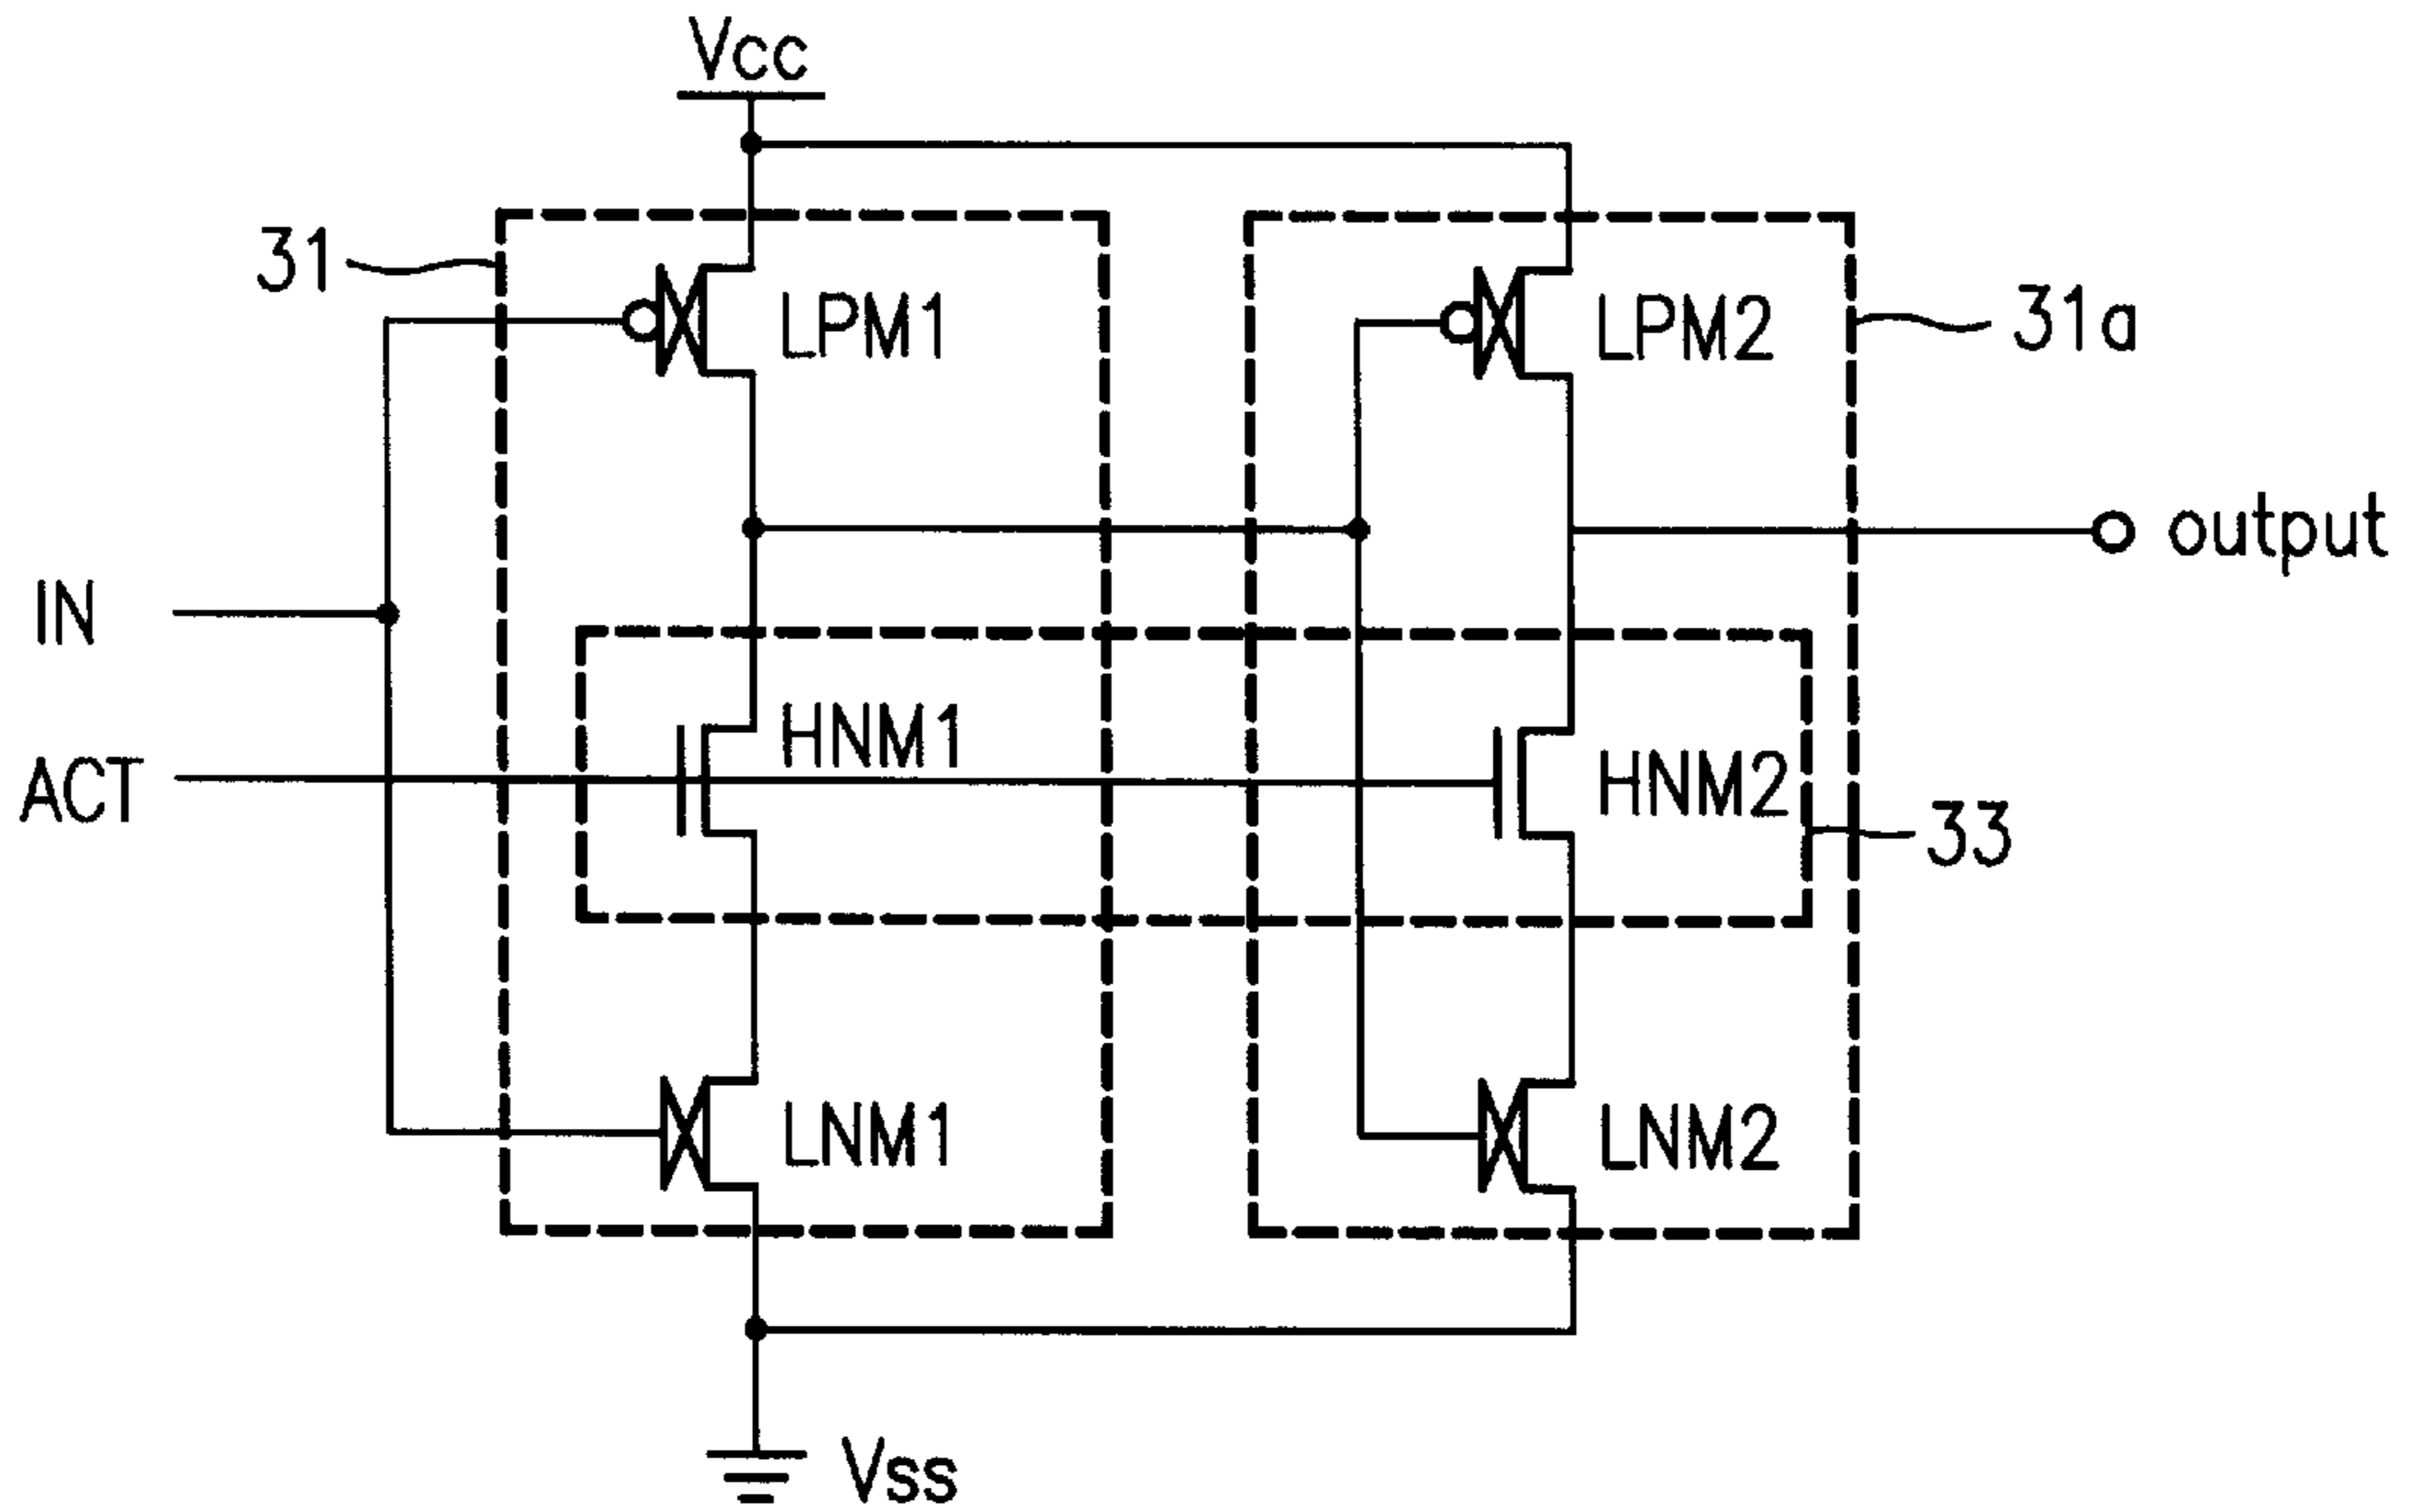 Vcc
31
LPM1
LPM2
31a
output
IN
HNM1
HNM2
ACT
33
LNM1
LNM2
Vss